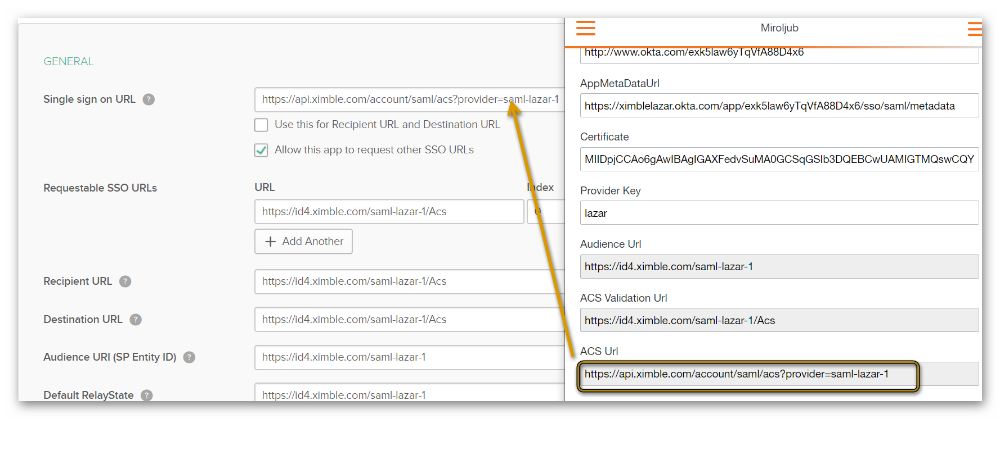 GENERAL
Single sign on URL ?
https://api.ximble.com/account/saml/acs?provider=saml-lazar-1
Use this for Recipient URL and Destination URL
Allow this app to request other SSO URLs
Requestable SSO URLs
URL Index
https://id4.ximble.com/saml-lazar-1/Acs 0
+ Add Another
Recipient URL ?
https://id4.ximble.com/saml-lazar-1/Acs
Destination URL ?
https://id4.ximble.com/saml-lazar-1/Acs
Audience URI (SP Entity ID) ?
https://id4.ximble.com/saml-lazar-1
Default RelayState ?
https://id4.ximble.com/saml-lazar-1
Miroljub
http://www.okta.com/exk5law6yTqVfA88D4x6
AppMetaDataUrl
https://ximblelazar.okta.com/app/exk5law6yTqVfA88D4x6/sso/saml/metadata
Certificate
MIIDpjCCAo6gAwIBAgIGAXFedvSuMA0GCSqGSIb3DQEBCwUAMIGTMQswCQY
Provider Key
lazar
Audience Url
https://id4.ximble.com/saml-lazar-1
ACS Validation Url
https://id4.ximble.com/saml-lazar-1/Acs
ACS Url
https://api.ximble.com/account/saml/acs?provider=saml-lazar-1